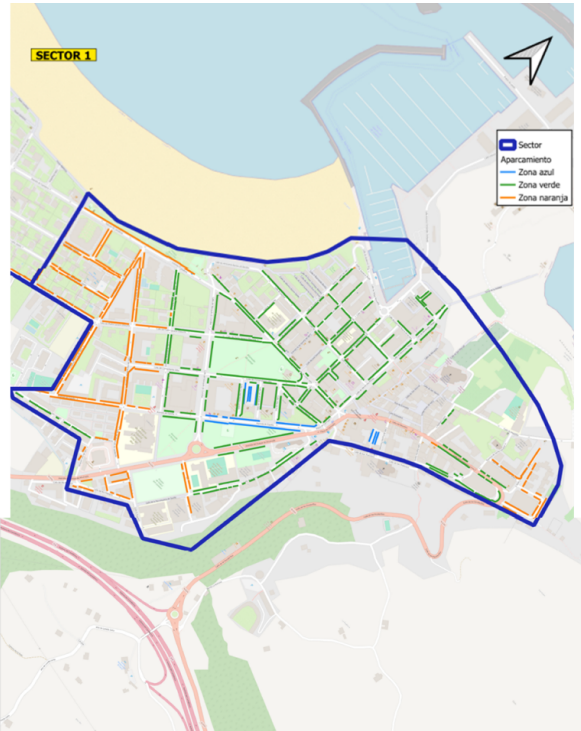 SECTOR 1
Sector
Aparcamiento
Zona azul
Zona verde
Zona naranja